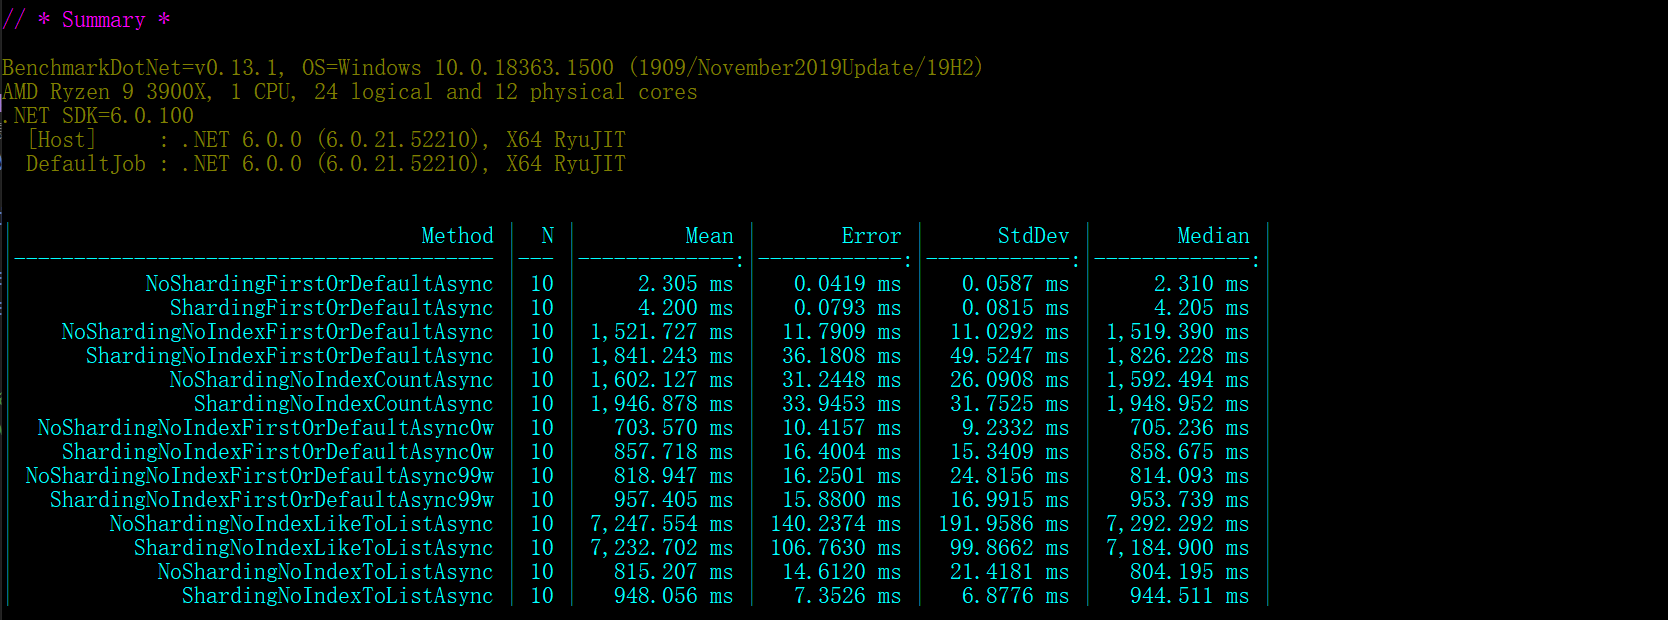 // * Summary *
BenchmarkDotNet=v0.13.1, OS=Windows 10.0.18363.1500 (1909/November2019Update/19H2)
AMD Ryzen 9 3900X, 1 CPU, 24 logical and 12 physical cores
.NET SDK=6.0.100
[Host]     : .NET 6.0.0 (6.0.21.52210), X64 RyuJIT
DefaultJob : .NET 6.0.0 (6.0.21.52210), X64 RyuJIT
| Method | N | Mean | Error | StdDev | Median |
|---------------------------------------- |--- |-------------:|------------:|------------:|-------------:|
| NoShardingFirstOrDefaultAsync | 10 | 2.305 ms | 0.0419 ms | 0.0587 ms | 2.310 ms |
| ShardingFirstOrDefaultAsync | 10 | 4.200 ms | 0.0793 ms | 0.0815 ms | 4.205 ms |
| NoShardingNoIndexFirstOrDefaultAsync | 10 | 1,521.727 ms | 11.7909 ms | 11.0292 ms | 1,519.390 ms |
| ShardingNoIndexFirstOrDefaultAsync | 10 | 1,841.243 ms | 36.1808 ms | 49.5247 ms | 1,826.228 ms |
| NoShardingNoIndexCountAsync | 10 | 1,602.127 ms | 31.2448 ms | 26.0908 ms | 1,592.494 ms |
| ShardingNoIndexCountAsync | 10 | 1,946.878 ms | 33.9453 ms | 31.7525 ms | 1,948.952 ms |
| NoShardingNoIndexFirstOrDefaultAsync0w | 10 | 703.570 ms | 10.4157 ms | 9.2332 ms | 705.236 ms |
| ShardingNoIndexFirstOrDefaultAsync0w | 10 | 857.718 ms | 16.4004 ms | 15.3409 ms | 858.675 ms |
| NoShardingNoIndexFirstOrDefaultAsync99w | 10 | 818.947 ms | 16.2501 ms | 24.8156 ms | 814.093 ms |
| ShardingNoIndexFirstOrDefaultAsync99w | 10 | 957.405 ms | 15.8800 ms | 16.9915 ms | 953.739 ms |
| NoShardingNoIndexLikeToListAsync | 10 | 7,247.554 ms | 140.2374 ms | 191.9586 ms | 7,292.292 ms |
| ShardingNoIndexLikeToListAsync | 10 | 7,232.702 ms | 106.7630 ms | 99.8662 ms | 7,184.900 ms |
| NoShardingNoIndexToListAsync | 10 | 815.207 ms | 14.6120 ms | 21.4181 ms | 804.195 ms |
| ShardingNoIndexToListAsync | 10 | 948.056 ms | 7.3526 ms | 6.8776 ms | 944.511 ms |